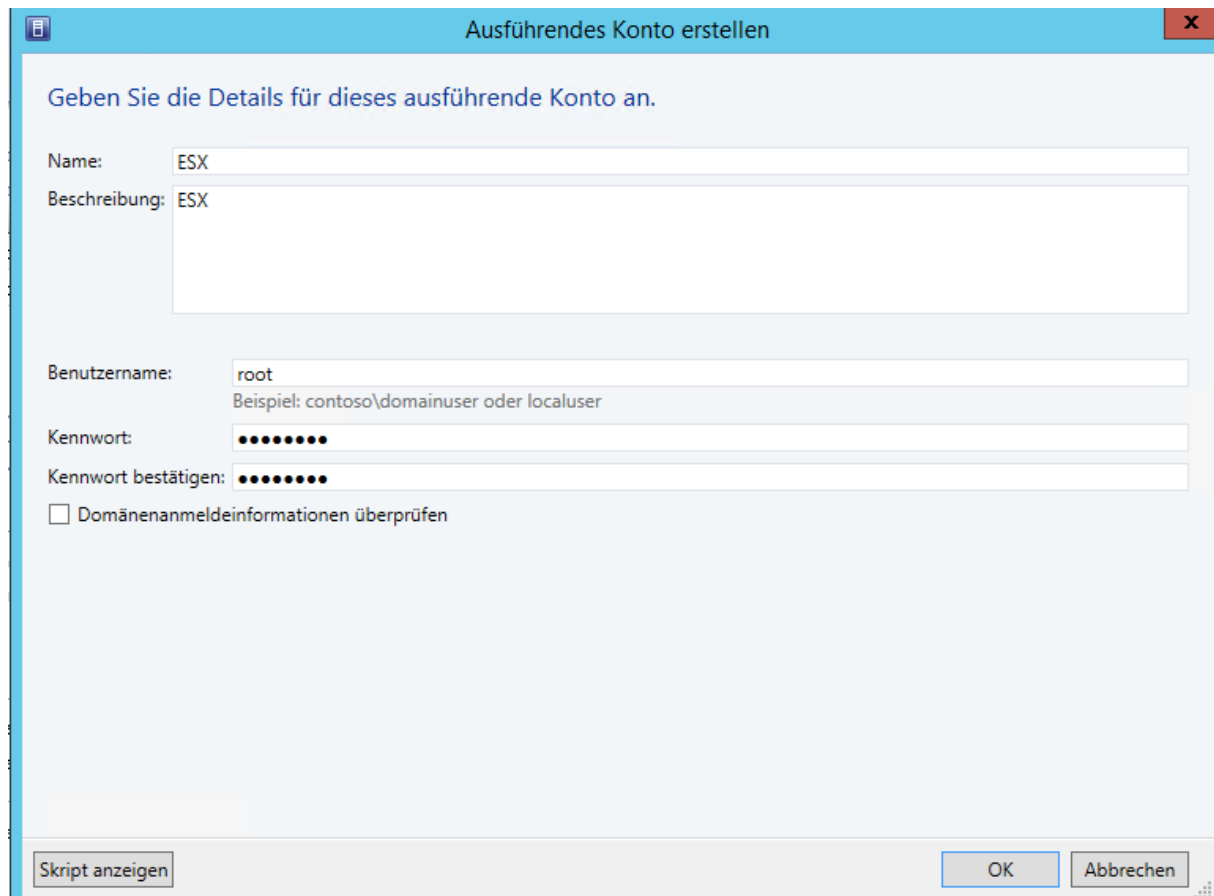 Ausführendes Konto erstellen
x
Geben Sie die Details für dieses ausführende Konto an.
Name: ESX
Beschreibung: ESX
Benutzername: root
Beispiel: contoso\domainuser oder localuser
Kennwort: ●●●●●●●●
Kennwort bestätigen: ●●●●●●●●
Domänenanmeldeinformationen überprüfen
Skript anzeigen OK Abbrechen